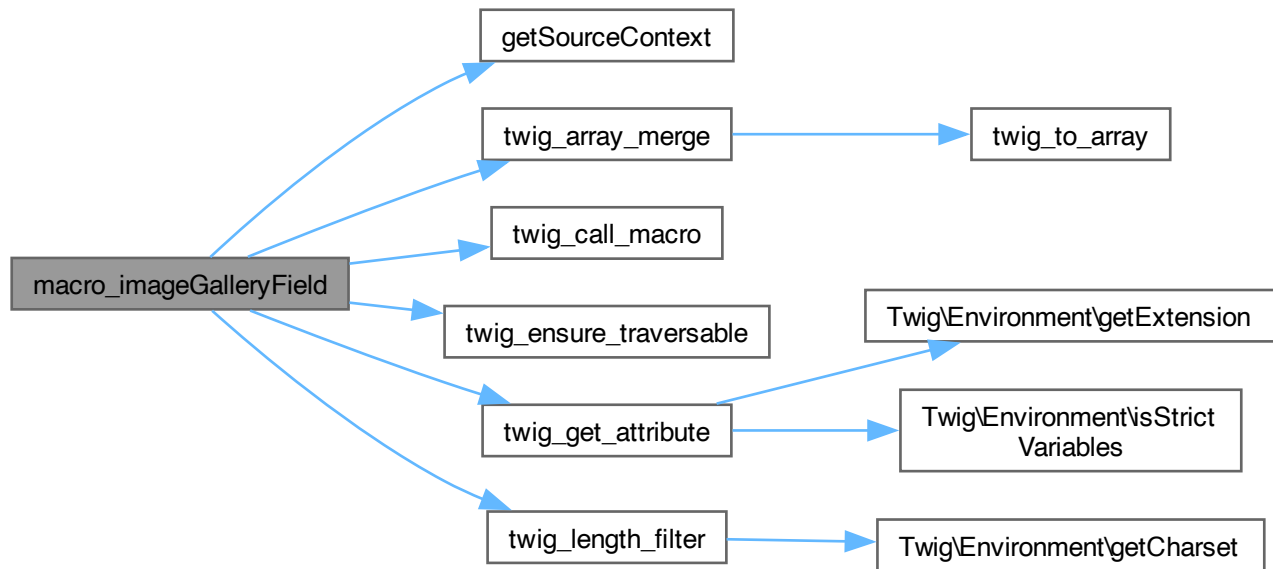 getSourceContext
twig_array_merge
twig_to_array
twig_call_macro
macro_imageGalleryField
twig_ensure_traversable
Twig\Environment\getExtension
twig_get_attribute
Twig\Environment\isStrict
Variables
twig_length_filter
Twig\Environment\getCharset